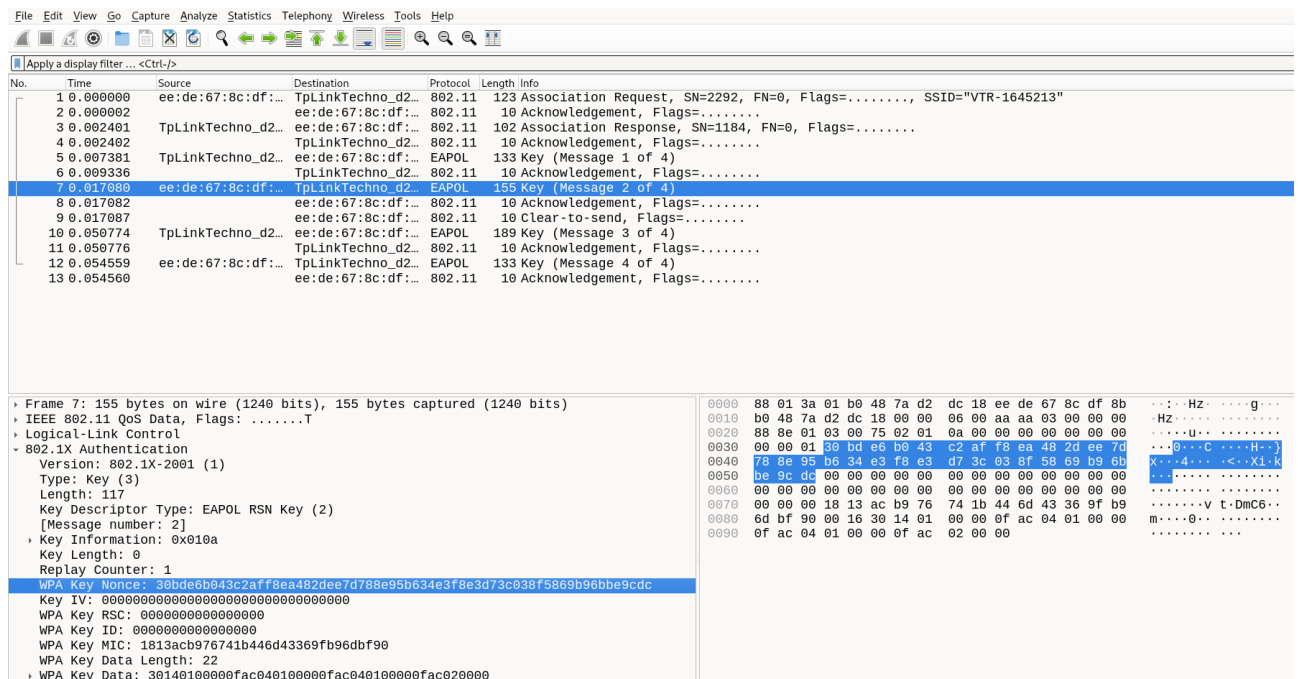 File Edit View Go Capture Analyze Statistics Telephony Wireless Tools Help
Apply a display filter ... <Ctrl-/>
No. Time Source Destination Protocol Length Info
1 0.000000 ee:de:67:8c:df:… TpLinkTechno_d2… 802.11 123 Association Request, SN=2292, FN=0, Flags=........, SSID="VTR-1645213"
2 0.000002 ee:de:67:8c:df:… 802.11 10 Acknowledgement, Flags=........
3 0.002401 TpLinkTechno_d2… ee:de:67:8c:df:… 802.11 102 Association Response, SN=1184, FN=0, Flags=........
4 0.002402 TpLinkTechno_d2… 802.11 10 Acknowledgement, Flags=........
5 0.007381 TpLinkTechno_d2… ee:de:67:8c:df:… EAPOL 133 Key (Message 1 of 4)
6 0.009336 TpLinkTechno_d2… 802.11 10 Acknowledgement, Flags=........
7 0.017080 ee:de:67:8c:df:… TpLinkTechno_d2… EAPOL 155 Key (Message 2 of 4)
8 0.017082 ee:de:67:8c:df:… 802.11 10 Acknowledgement, Flags=........
9 0.017087 ee:de:67:8c:df:… 802.11 10 Clear-to-send, Flags=........
10 0.050774 TpLinkTechno_d2… ee:de:67:8c:df:… EAPOL 189 Key (Message 3 of 4)
11 0.050776 TpLinkTechno_d2… 802.11 10 Acknowledgement, Flags=........
12 0.054559 ee:de:67:8c:df:… TpLinkTechno_d2… EAPOL 133 Key (Message 4 of 4)
13 0.054560 ee:de:67:8c:df:… 802.11 10 Acknowledgement, Flags=........
Frame 7: 155 bytes on wire (1240 bits), 155 bytes captured (1240 bits)
IEEE 802.11 QoS Data, Flags: .......T
Logical-Link Control
802.1X Authentication
Version: 802.1X-2001 (1)
Type: Key (3)
Length: 117
Key Descriptor Type: EAPOL RSN Key (2)
[Message number: 2]
Key Information: 0x010a
Key Length: 0
Replay Counter: 1
WPA Key Nonce: 30bde6b043c2aff8ea482dee7d788e95b634e3f8e3d73c038f5869b96bbe9cdc
Key IV: 00000000000000000000000000000000
WPA Key RSC: 0000000000000000
WPA Key ID: 0000000000000000
WPA Key MIC: 1813acb976741b446d43369fb96dbf90
WPA Key Data Length: 22
WPA Key Data: 30140100000fac040100000fac040100000fac020000
0000 88 01 3a 01 b0 48 7a d2 dc 18 ee de 67 8c df 8b ··:··Hz· ····g···
0010 b0 48 7a d2 dc 18 00 00 06 00 aa aa 03 00 00 00 ·Hz····· ········
0020 88 8e 01 03 00 75 02 01 0a 00 00 00 00 00 00 00 ·····u·· ········
0030 00 00 01 30 bd e6 b0 43 c2 af f8 ea 48 2d ee 7d ···0···C ····H-·}
0040 78 8e 95 b6 34 e3 f8 e3 d7 3c 03 8f 58 69 b9 6b x···4··· ·<··Xi·k
0050 be 9c dc 00 00 00 00 00 00 00 00 00 00 00 00 00 ········ ········
0060 00 00 00 00 00 00 00 00 00 00 00 00 00 00 00 00 ········ ········
0070 00 00 00 18 13 ac b9 76 74 1b 44 6d 43 36 9f b9 ·······v t·DmC6··
0080 6d bf 90 00 16 30 14 01 00 00 0f ac 04 01 00 00 m····0·· ········
0090 0f ac 04 01 00 00 0f ac 02 00 00 ········ ···